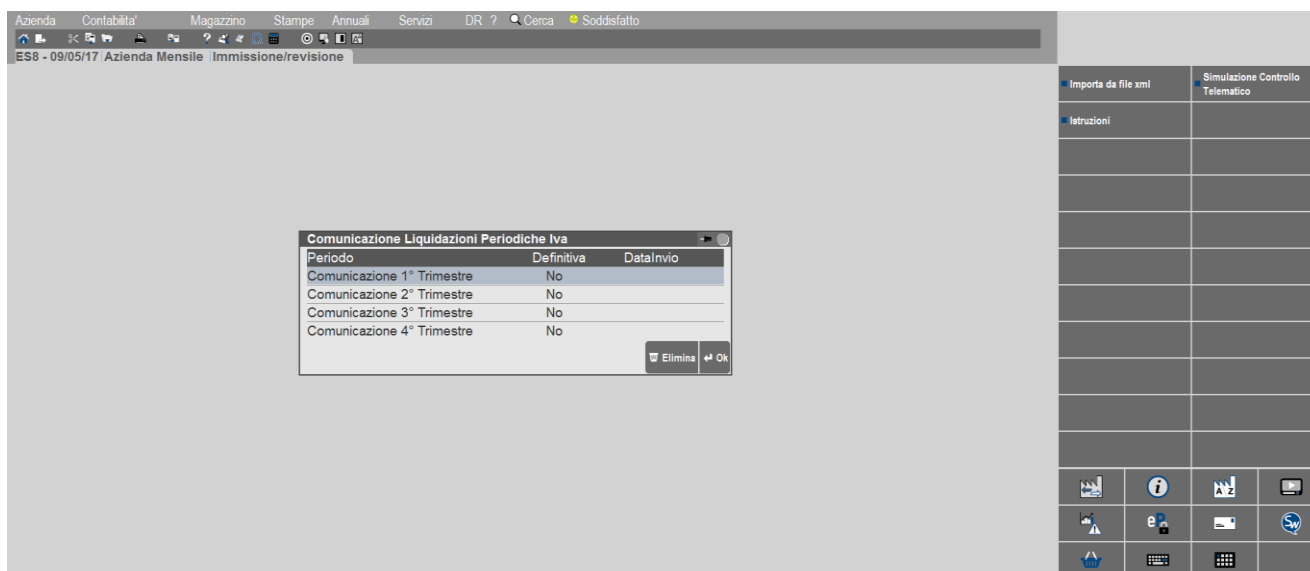 Azienda Contabilita' Magazzino Stampe Annuali Servizi DR ? Cerca Soddisfatto
ES8 - 09/05/17 Azienda Mensile Immissione/revisione
Importa da file xml
Simulazione Controllo
Telematico
Istruzioni
Comunicazione Liquidazioni Periodiche Iva
Periodo Definitiva DataInvio
Comunicazione 1° Trimestre No
Comunicazione 2° Trimestre No
Comunicazione 3° Trimestre No
Comunicazione 4° Trimestre No
Elimina Ok